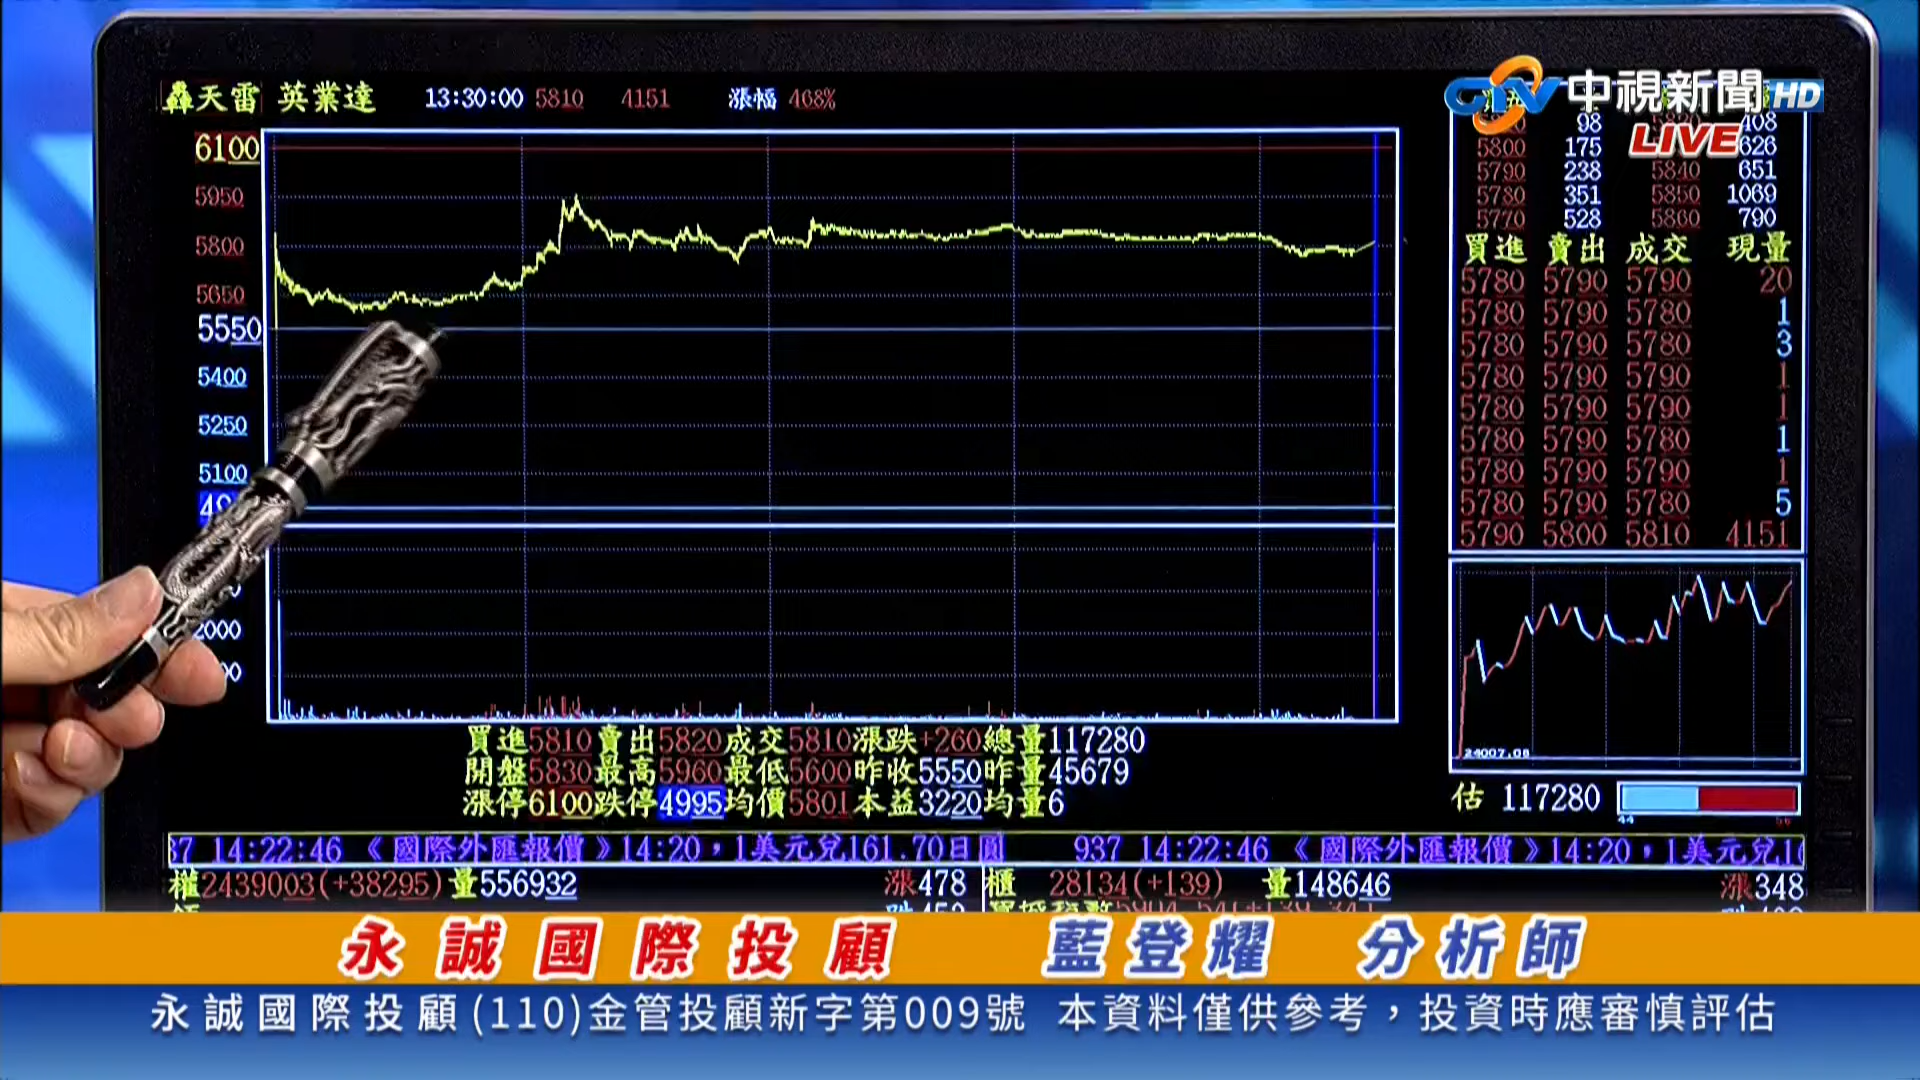 轟天雷 英業達 13:30:00 5810 4151 漲幅 468%
中視新聞 HD
LIVE
6100
5950
5800
5650
5550
5400
5250
5100
2000
98 408
5800 175 626
5790 238 5840 651
5780 351 5850 1069
5770 528 5860 790
買進 賣出 成交 現量
5780 5790 5790 20
5780 5790 5780 1
5780 5790 5780 3
5780 5790 5790 1
5780 5790 5790 1
5780 5790 5780 1
5780 5790 5790 1
5780 5790 5780 5
5790 5800 5810 4151
24007.08
估 117280
44 56
買進5810賣出5820成交5810漲跌+260總量117280
開盤5830最高5960最低5600昨收5550昨量45679
漲停6100跌停4995均價5801本益3220均量6
37 14:22:46《國際外匯報價》14:20,1美元兌161.70日圓 937 14:22:46《國際外匯報價》14:20,1美元兌1
權2439003(+38295)量556932 漲478 櫃 28134(+139) 量148646 漲348
永誠國際投顧 藍登耀 分析師
永誠國際投顧(110)金管投顧新字第009號 本資料僅供參考,投資時應審慎評估